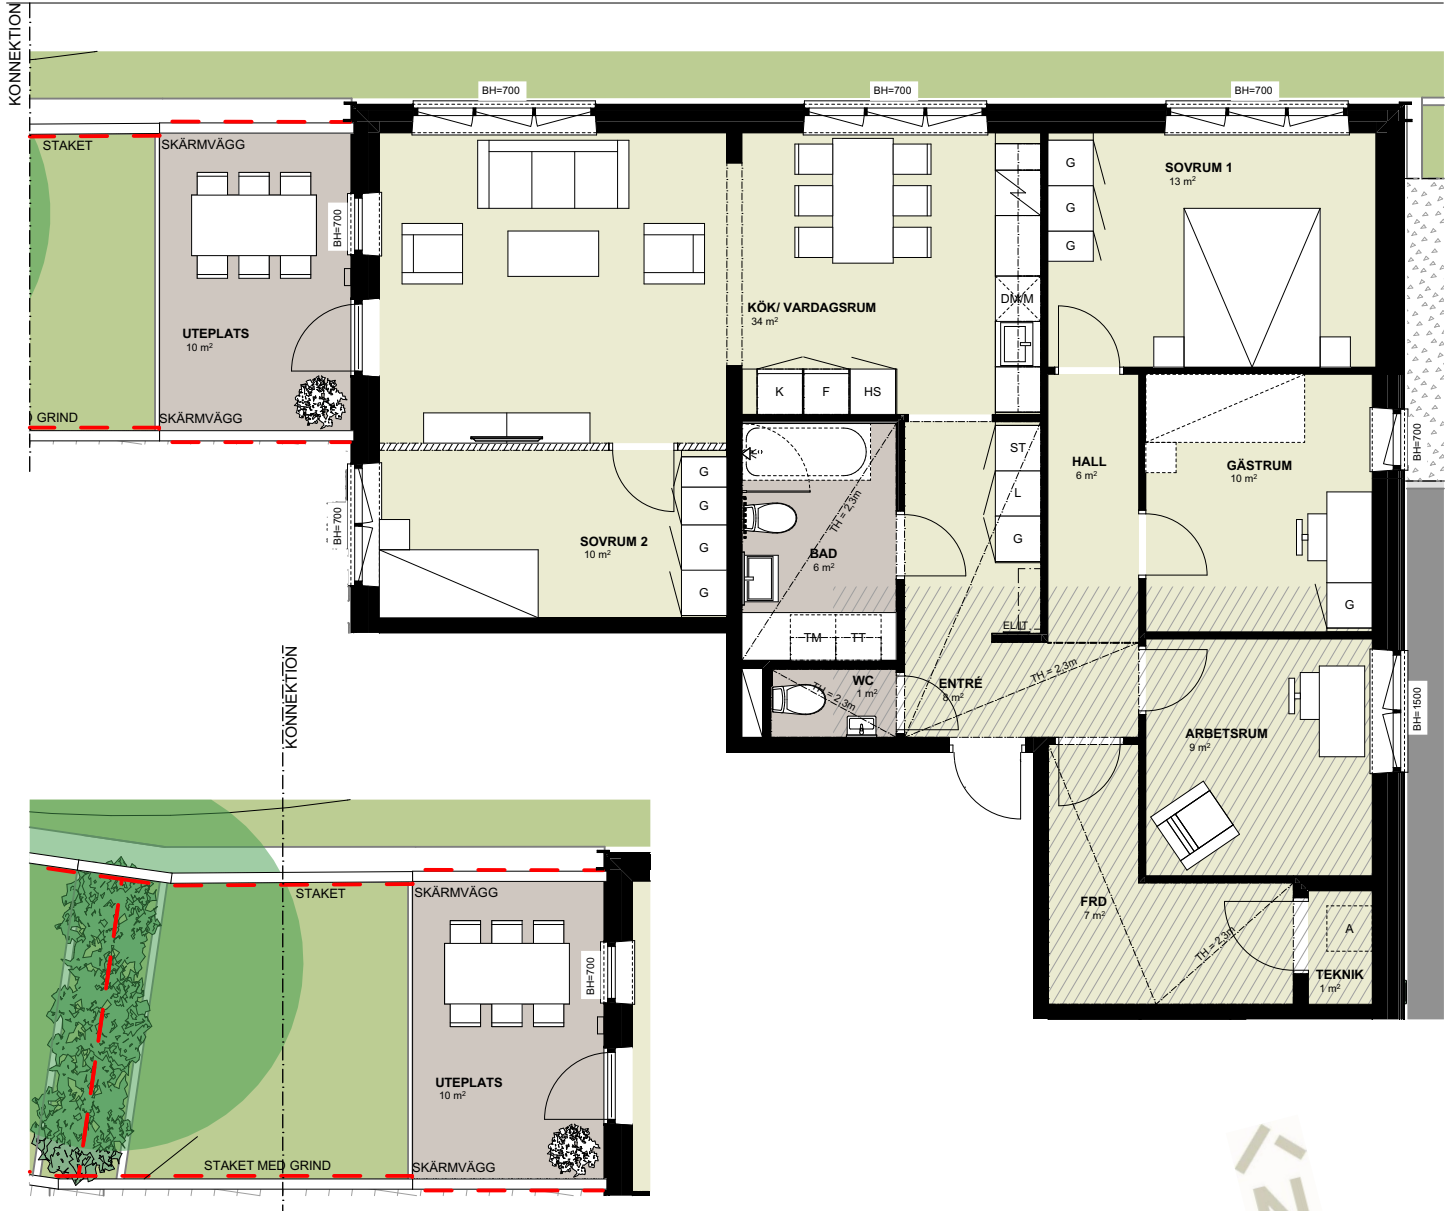 KONNEKTION
BH=700
BH=700
BH=700
STAKET
SKÄRMVÄGG
G
G
G
SOVRUM 1
13 m²
BH=700
DM/M
KÖK/ VARDAGSRUM
34 m²
UTEPLATS
10 m²
K
F
HS
GRIND
SKÄRMVÄGG
BH=700
ST
HALL
6 m²
GÄSTRUM
10 m²
G
G
G
G
L
G
BH=700
SOVRUM 2
10 m²
TH = 2,3m
BAD
6 m²
G
EL/IT
TM
TT
KONNEKTION
WC
1 m²
TH = 2,3m
ENTRÉ
8 m²
TH = 2,3m
BH=1500
ARBETSRUM
9 m²
STAKET
SKÄRMVÄGG
FRD
7 m²
TH = 2,3m
A
TEKNIK
1 m²
BH=700
UTEPLATS
10 m²
STAKET MED GRIND
SKÄRMVÄGG
N